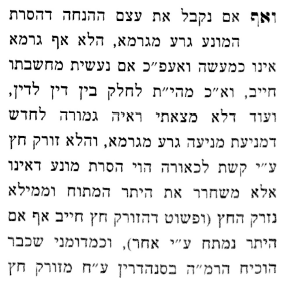 ואף אם נקבל את עצם ההנחה דהסרת
המונע גרע מגרמא, הלא אף גרמא
אינו כמעשה ואעפ״כ אם נעשית מחשבתו
חייב, וא״כ מהי״ת לחלק בין דין לדין,
ועוד דלא מצאתי ראיה גמורה לחדש
דמניעת מניעה גרע מגרמא, והלא זורק חץ
ע״י קשת לכאורה הוי הסרת מונע דאינו
אלא משחרר את היתר המתוח וממילא
נזרק החץ (ופשוט דהזורק חץ חייב אף אם
היתר נמתח ע״י אחר), וכמדומני שכבר
הוכיח הרמ״ה בסנהדרין ע״ח מזורק חץ